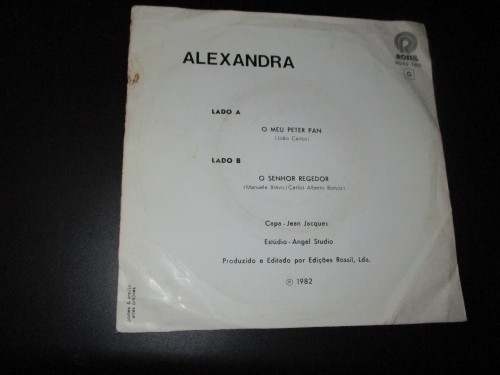 ALEXANDRA
ROSSIL
G
LADO A
O MEU PETER PAN
(João Carlos)
LADO B
O SENHOR REGEDOR
(Manuela Bravo/Carlos Alberto Bonnis)
Capa - Jean Jacques
Estúdio - Angel Studio
Produzido e Editado por Edições Rossil, Lda.
℗ 1982